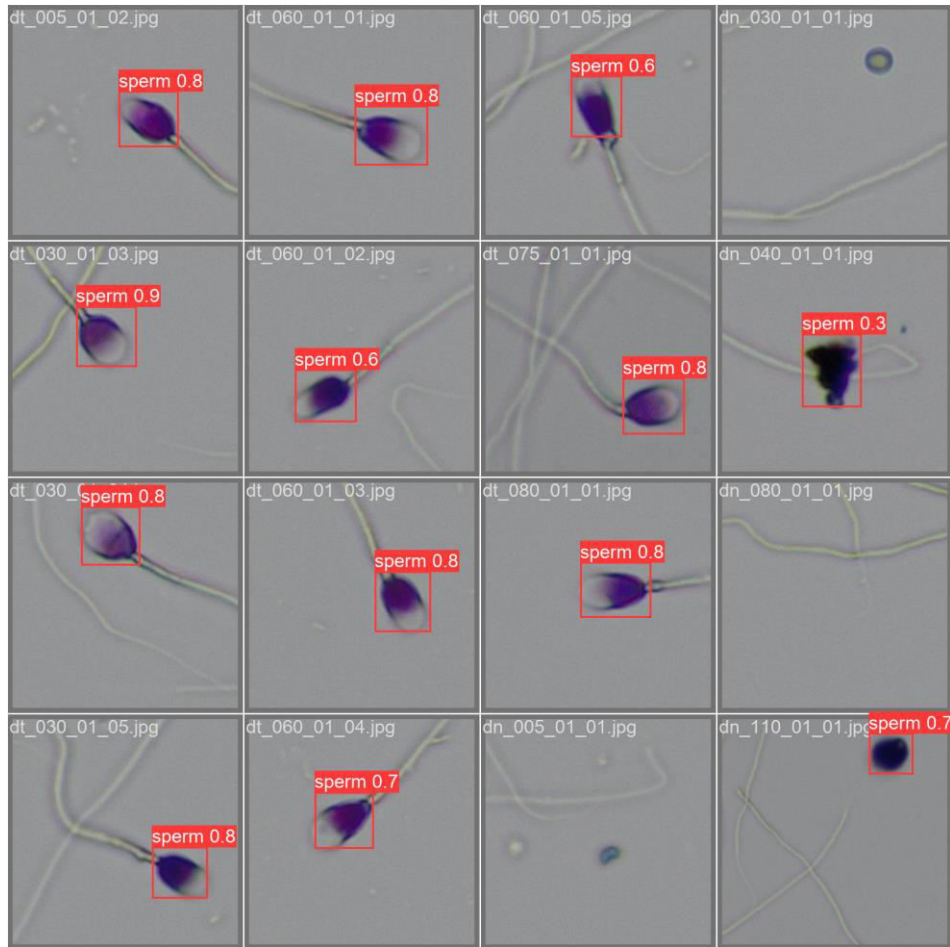 dt_005_01_02.jpg
sperm 0.8
dt_060_01_01.jpg
sperm 0.8
dt_060_01_05.jpg
sperm 0.6
dn_030_01_01.jpg
dt_030_01_03.jpg
sperm 0.9
dt_060_01_02.jpg
sperm 0.6
dt_075_01_01.jpg
sperm 0.8
dn_040_01_01.jpg
sperm 0.3
dt_030
sperm 0.8
dt_060_01_03.jpg
sperm 0.8
dt_080_01_01.jpg
sperm 0.8
dn_080_01_01.jpg
dt_030_01_05.jpg
sperm 0.8
dt_060_01_04.jpg
sperm 0.7
dn_005_01_01.jpg
dn_110_01_01.jpg
sperm 0.7